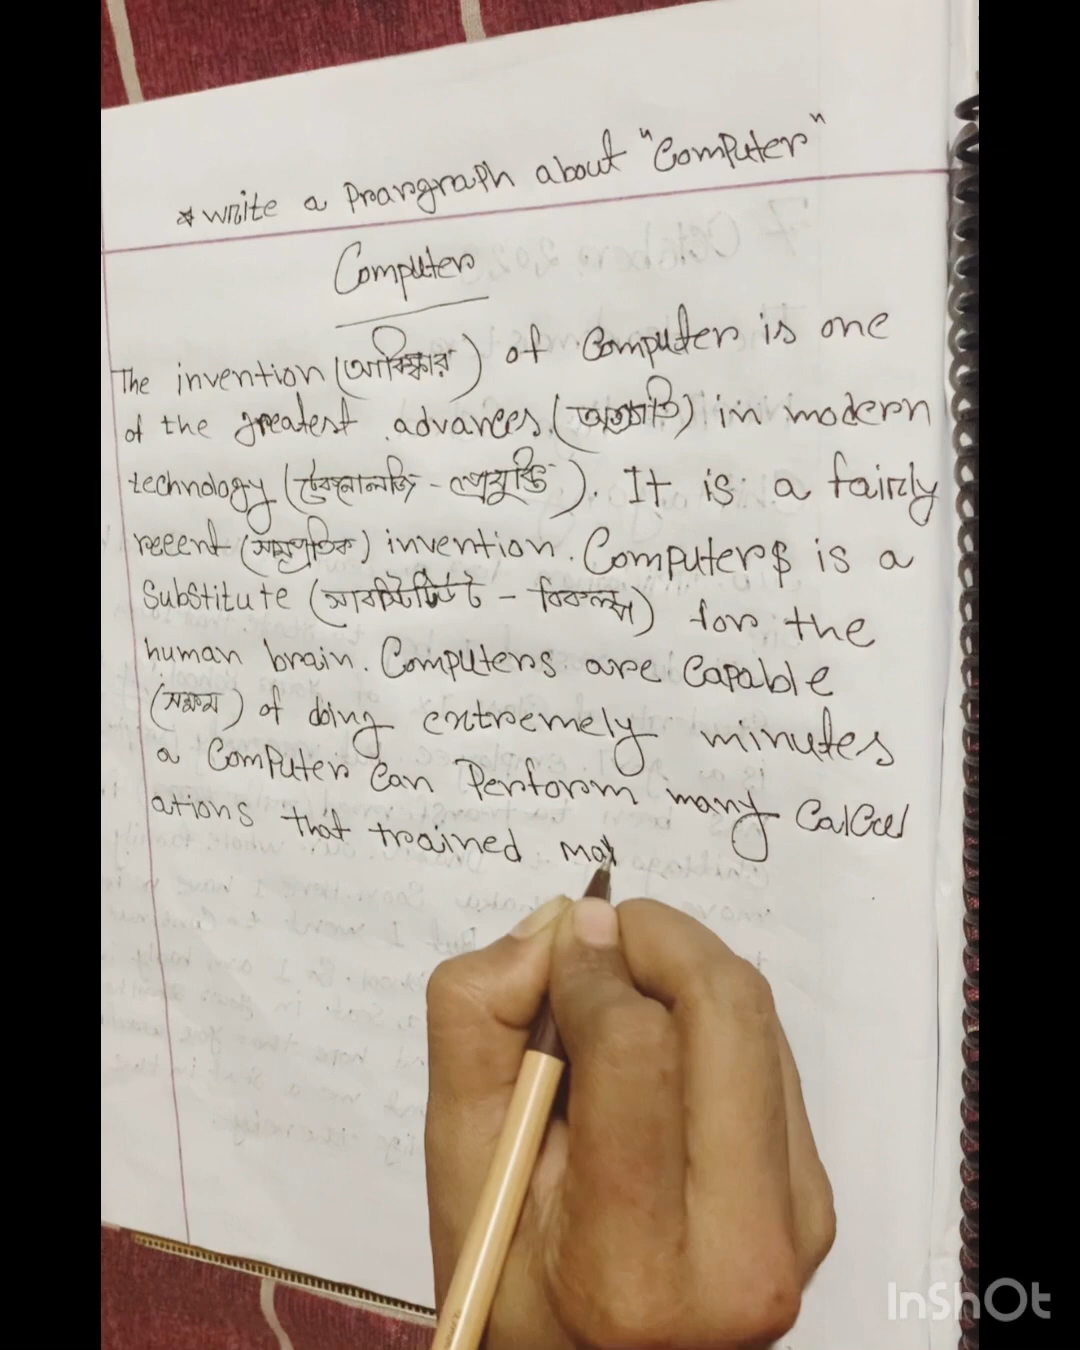 * write a Prargraph about "Computer"
Computer
The invention (আবিষ্কার) of Computer is one
of the greatest advances (অগ্রগতি) in modern
technology (টেকনোলজি - প্রযুক্তি). It is a fairly
recent (সাম্প্রতিক) invention. Computers is a
Substitute (সাবস্টিটিউট - বিকল্প) for the
human brain. Computers are Capable
(সক্ষম) of doing extremely minutes
a Computer Can Perform many Calcul
ations that trained
InShOt